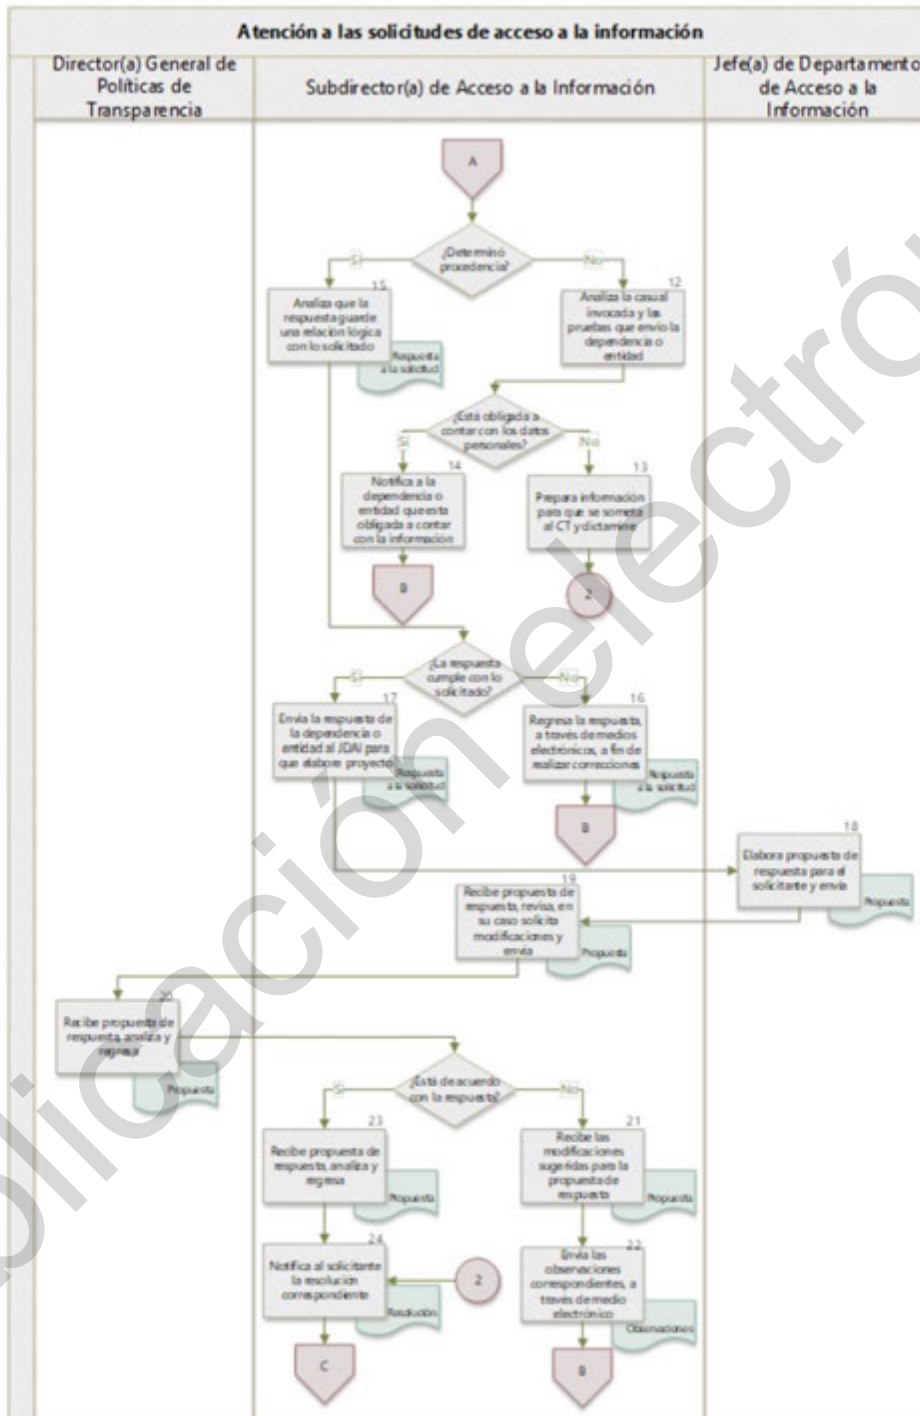 Atención a las solicitudes de acceso a la información
Director(a) General de
Políticas de
Transparencia
Subdirector(a) de Acceso a la Información
Jefe(a) de Departamento
de Acceso a la
Información
A
¿Determinó
procedencia?
Sí
No
15
Analiza que la
respuesta guarde
una relación lógica
con lo solicitado
Respuesta
a la solicitud
12
Analiza la casual
invocada y las
pruebas que envío la
dependencia o
entidad
¿Está obligada a
contar con los datos
personales?
Sí
No
14
Notifica a la
dependencia o
entidad que esta
obligada a contar
con la información
B
13
Prepara información
para que se someta
al CT y dictamine
2
¿La respuesta
cumple con lo
solicitado?
Sí
No
17
Envía la respuesta de
la dependencia o
entidad al JDAI para
que elabore proyecto
Respuesta
a la solicitud
16
Regresa la respuesta,
a través de medios
electrónicos, a fin de
realizar correcciones
Respuesta
a la solicitud
B
18
Elabora propuesta de
respuesta para el
solicitante y envía
Propuesta
19
Recibe propuesta de
respuesta, revisa, en
su caso solicita
modificaciones y
envía
Propuesta
20
Recibe propuesta de
respuesta, analiza y
regresa
Propuesta
¿Está de acuerdo
con la respuesta?
Sí
No
23
Recibe propuesta de
respuesta, analiza y
regresa
Propuesta
21
Recibe las
modificaciones
sugeridas para la
propuesta de
respuesta
Propuesta
24
Notifica al solicitante
la resolución
correspondiente
Resolución
2
C
22
Envía las
observaciones
correspondientes, a
través de medio
electrónico
Observaciones
B
plicación electró